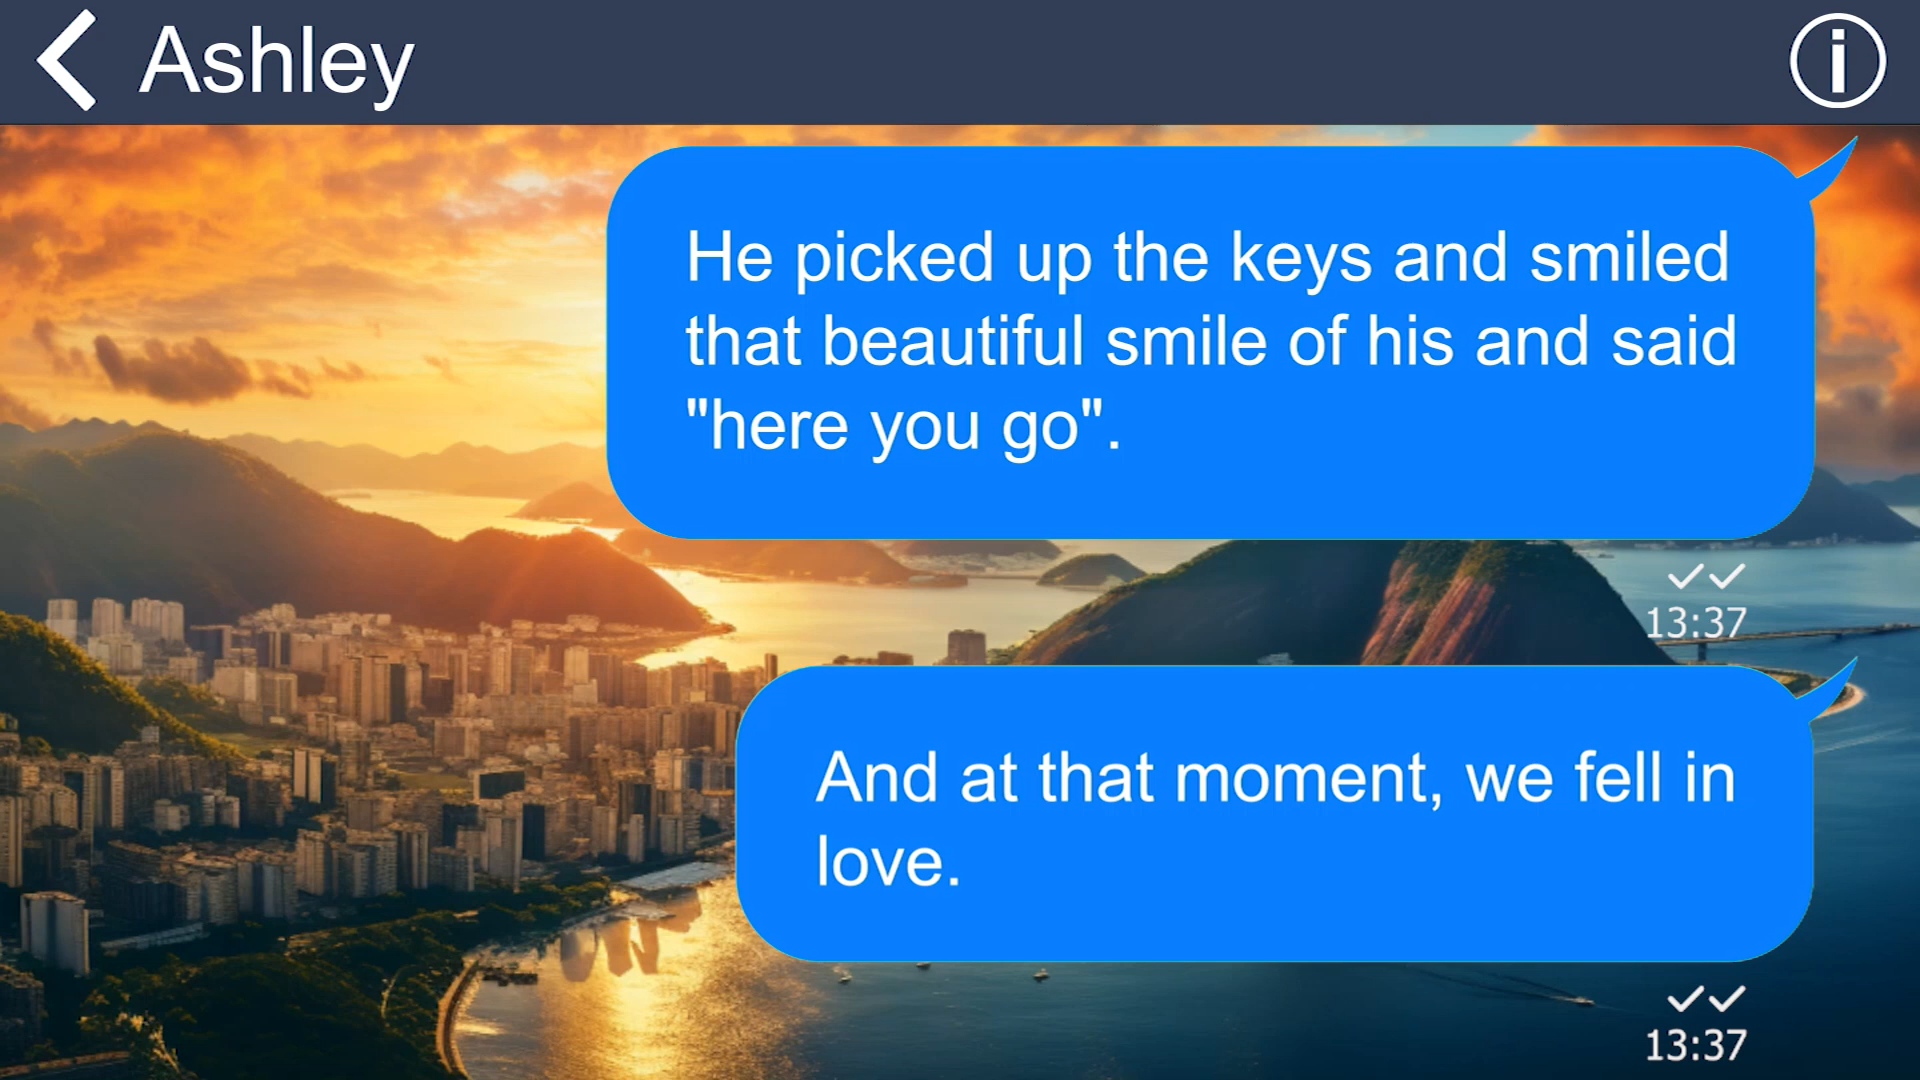 Ashley
He picked up the keys and smiled
that beautiful smile of his and said
"here you go".
13:37
And at that moment, we fell in
love.
13:37